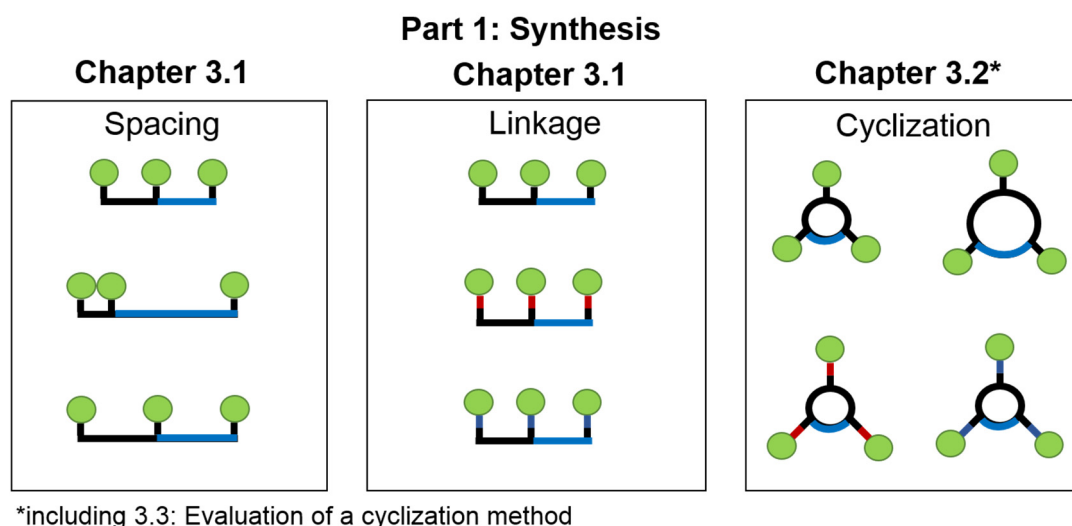 Part 1: Synthesis
Chapter 3.1
Chapter 3.1
Chapter 3.2*
Spacing
Linkage
Cyclization
*including 3.3: Evaluation of a cyclization method